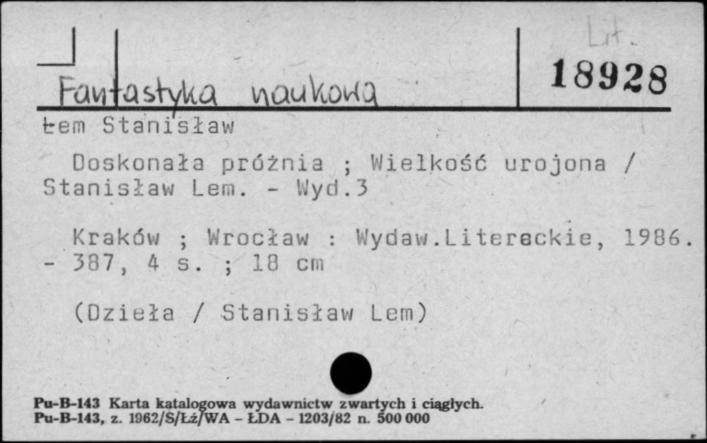 Lit.
18928
Fantastyka naukowa
Łem Stanisław
Doskonała próżnia ; Wielkość urojona /
Stanisław Lem. - Wyd.3
Kraków ; Wrocław : Wydaw.Literackie, 1986.
- 387, 4 s. ; 18 cm
(Dzieła / Stanisław Lem)
Pu-B-143 Karta katalogowa wydawnictw zwartych i ciągłych.
Pu-B-143, z. 1962/S/Łż/WA - ŁDA - 1203/82 n. 500 000